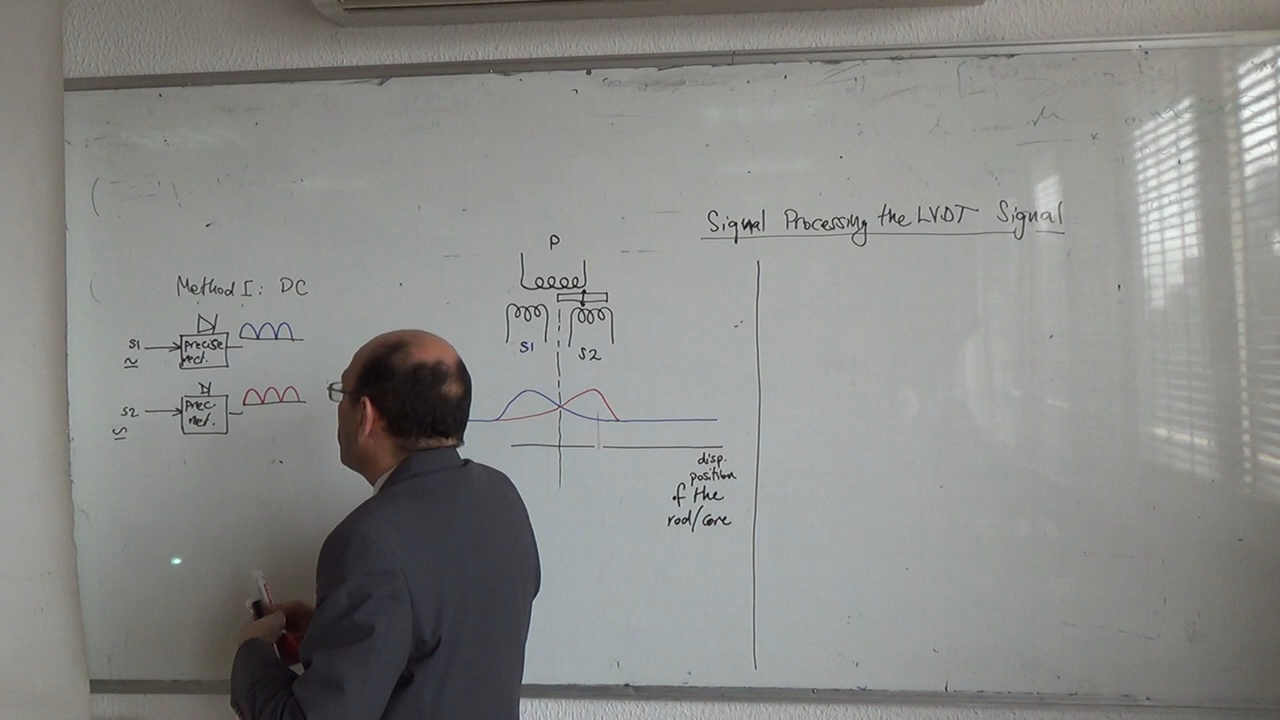 Signal Processing the LVDT Signal
Method I: DC
S1
precise
rect.
S2
Prec.
rect.
P
S1
S2
disp.
position
of the
rod/core